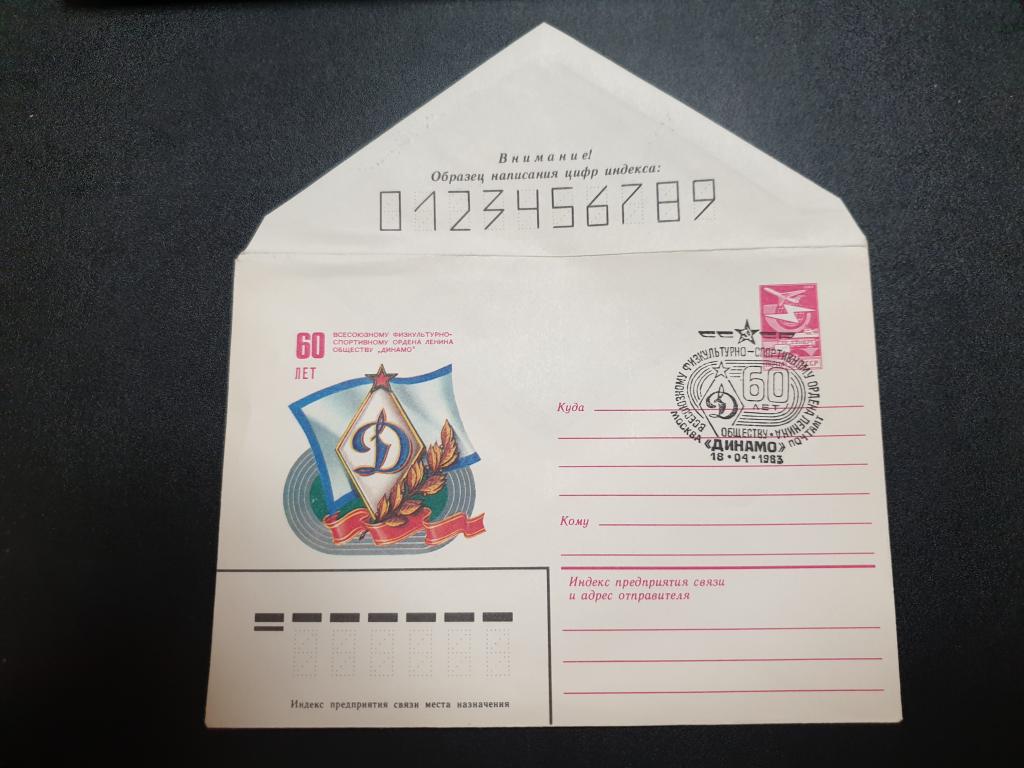 Внимание!
Образец написания цифр индекса:
0123456789
60 ЛЕТ
ВСЕСОЮЗНОМУ ФИЗКУЛЬТУРНО-
СПОРТИВНОМУ ОРДЕНА ЛЕНИНА
ОБЩЕСТВУ „ДИНАМО"
Д
ВСЕСОЮЗНОМУ ФИЗКУЛЬТУРНО-СПОРТИВНОМУ ОРДЕНА ЛЕНИНА
60
ЛЕТ
Д
ОБЩЕСТВУ
МОСКВА «ДИНАМО» ПОЧТАМТ
18·04·1983
Куда
Кому
Индекс предприятия связи
и адрес отправителя
Индекс предприятия связи места назначения